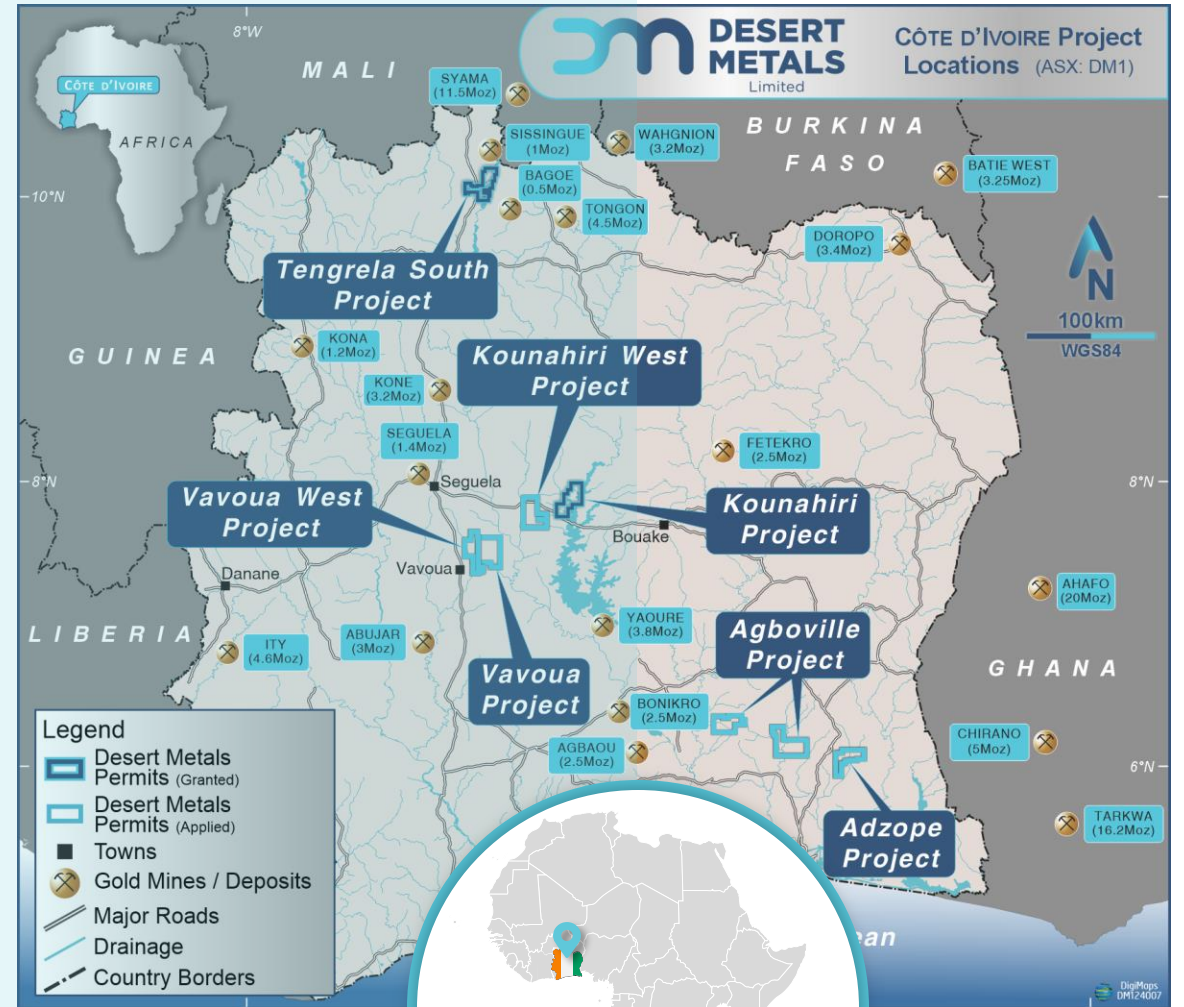 8°W
DESERT
METALS
Limited
CÔTE D'IVOIRE Project
Locations (ASX: DM1)
CÔTE D'IVOIRE
AFRICA
MALI
SYAMA
(11.5Moz)
SISSINGUE
(1Moz)
WAHGNION
(3.2Moz)
BURKINA
FASO
BATIE WEST
(3.25Moz)
BAGOE
(0.5Moz)
TONGON
(4.5Moz)
10°N
DOROPO
(3.4Moz)
N
100km
WGS84
Tengrela South
Project
GUINEA
KONA
(1.2Moz)
KONE
(3.2Moz)
Kounahiri West
Project
SEGUELA
(1.4Moz)
FETEKRO
(2.5Moz)
8°N
Seguela
8°N
Vavoua West
Project
Kounahiri
Project
Bouake
Danane
Vavoua
AHAFO
(20Moz)
LIBERIA
ITY
(4.6Moz)
ABUJAR
(3Moz)
YAOURE
(3.8Moz)
Agboville
Project
GHANA
Vavoua
Project
BONIKRO
(2.5Moz)
AGBAOU
(2.5Moz)
CHIRANO
(5Moz)
6°N
TARKWA
(16.2Moz)
Adzope
Project
Legend
Desert Metals
Permits (Granted)
Desert Metals
Permits (Applied)
Towns
Gold Mines / Deposits
Major Roads
Drainage
Country Borders
ean
DigiMaps
DM124007